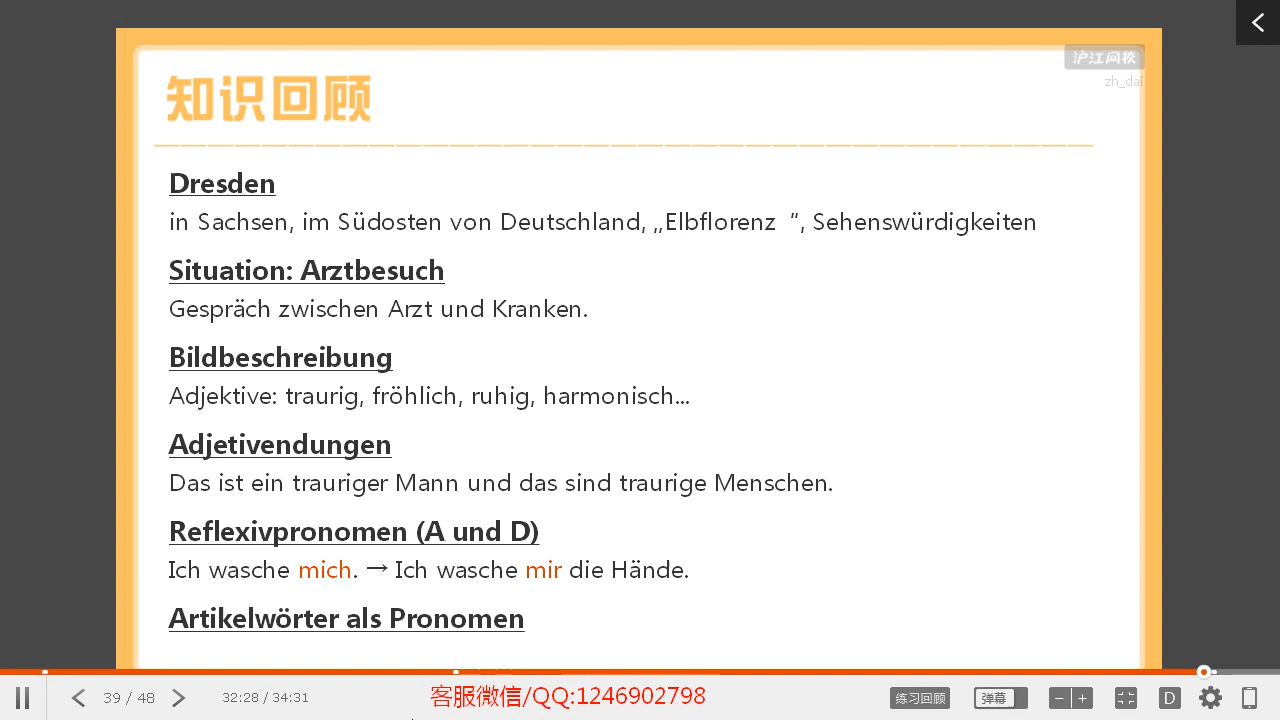 沪江网校
zh_dai
知识回顾
Dresden
in Sachsen, im Südosten von Deutschland, „Elbflorenz “, Sehenswürdigkeiten
Situation: Arztbesuch
Gespräch zwischen Arzt und Kranken.
Bildbeschreibung
Adjektive: traurig, fröhlich, ruhig, harmonisch...
Adjetivendungen
Das ist ein trauriger Mann und das sind traurige Menschen.
Reflexivpronomen (A und D)
Ich wasche mich. → Ich wasche mir die Hände.
Artikelwörter als Pronomen
39 / 48
32:28 / 34:31
客服微信/QQ:1246902798
练习回顾
弹幕
D